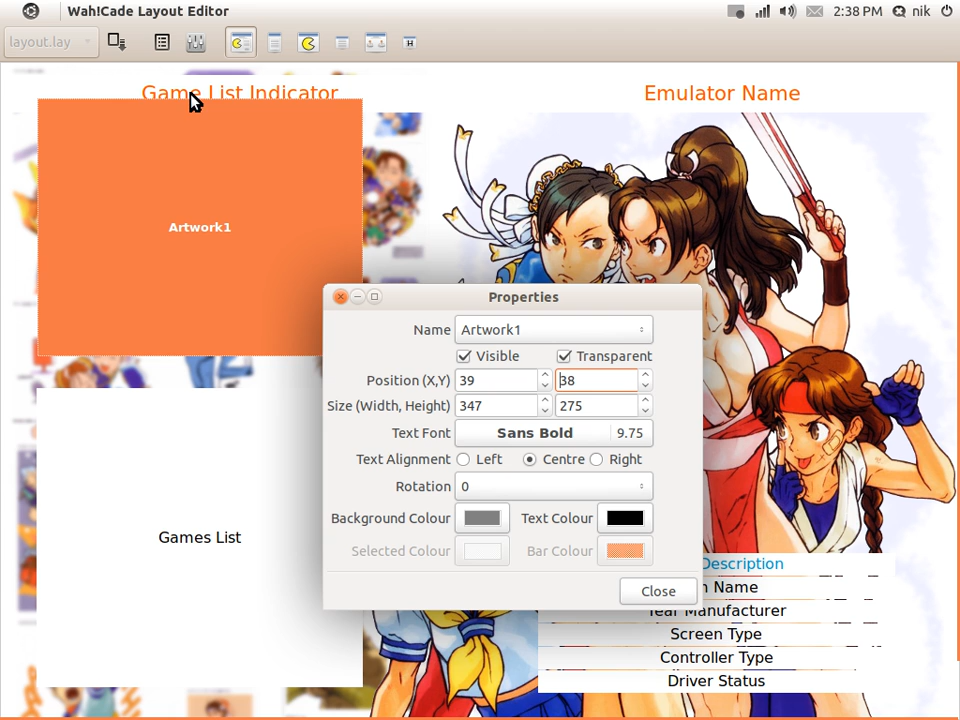 Wah!Cade Layout Editor
2:38 PM nik
layout.lay
H
Game List Indicator
Emulator Name
Artwork1
Properties
Name Artwork1
Visible Transparent
Position (X,Y) 39 38
Size (Width, Height) 347 275
Text Font Sans Bold 9.75
Text Alignment Left Centre Right
Rotation 0
Background Colour Text Colour
Selected Colour Bar Colour
Close
Games List
Description
Name
Year Manufacturer
Screen Type
Controller Type
Driver Status